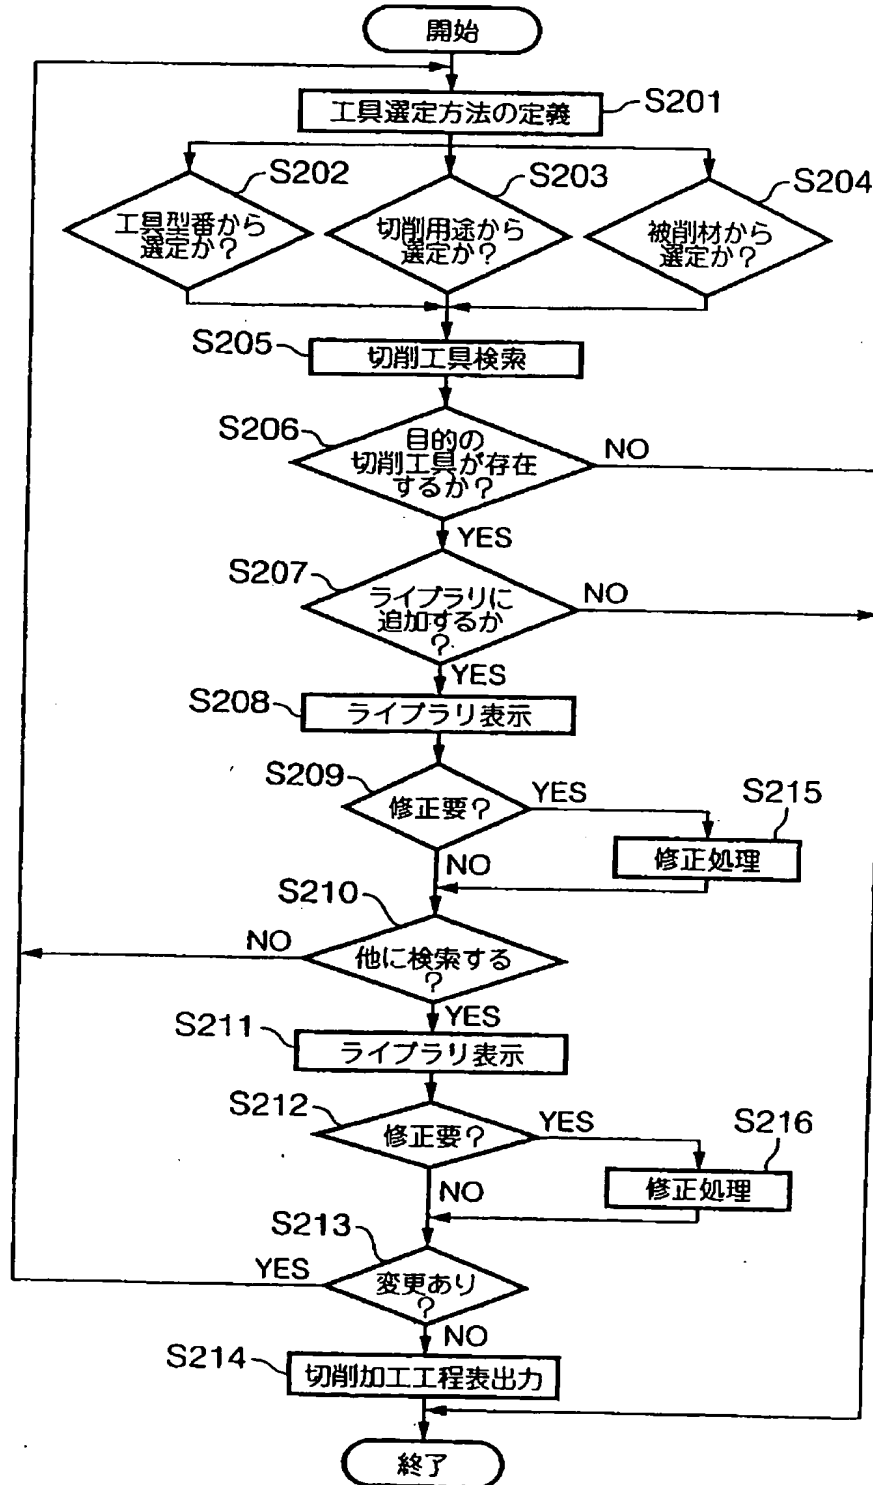 開始
工具選定方法の定義
S201
S202
S203
S204
工具型番から
選定か?
切削用途から
選定か?
被削材から
選定か?
S205
切削工具検索
S206
目的の
切削工具が存在
するか?
NO
YES
S207
ライブラリに
追加するか
?
NO
YES
S208
ライブラリ表示
S209
修正要?
YES
S215
修正処理
NO
S210
他に検索する
?
NO
YES
S211
ライブラリ表示
S212
修正要?
YES
S216
修正処理
NO
S213
変更あり
?
YES
NO
S214
切削加工工程表出力
終了